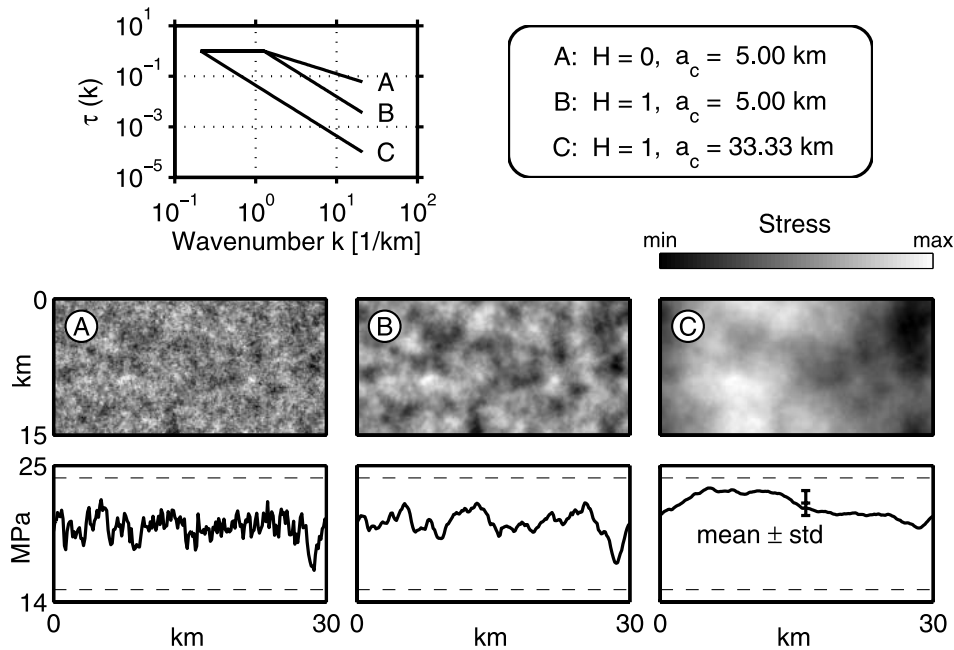 10^1
10^-1
10^-3
10^-5
τ (k)
A
B
C
10^-1 10^0 10^1 10^2
Wavenumber k [1/km]
A: H = 0, a_c = 5.00 km
B: H = 1, a_c = 5.00 km
C: H = 1, a_c = 33.33 km
Stress
min max
0
km
15
A
B
C
25
MPa
14
mean ± std
0 30
km
0 30
km
0 30
km